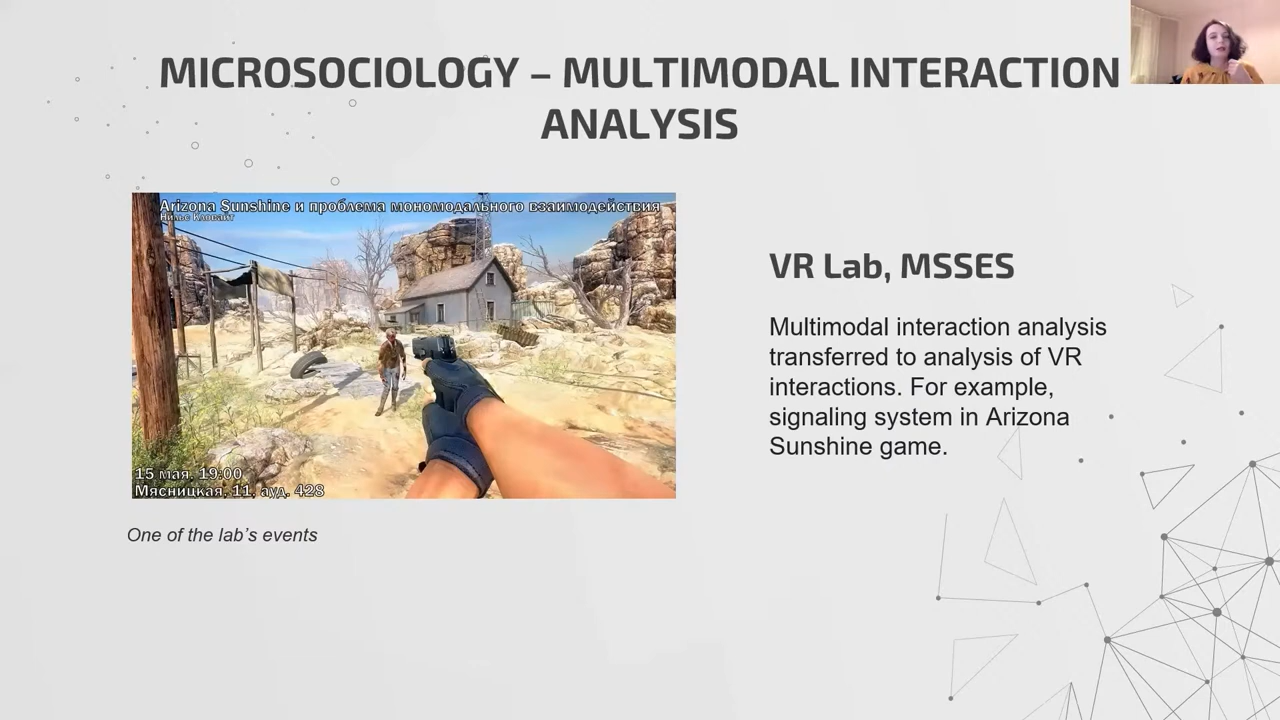 MICROSOCIOLOGY – MULTIMODAL INTERACTION
ANALYSIS
Arizona Sunshine и проблема мономодального взаимодействия
Нильс Кловайт
15 мая, 19:00
Мясницкая, 11, ауд. 428
One of the lab’s events
VR Lab, MSSES
Multimodal interaction analysis
transferred to analysis of VR
interactions. For example,
signaling system in Arizona
Sunshine game.